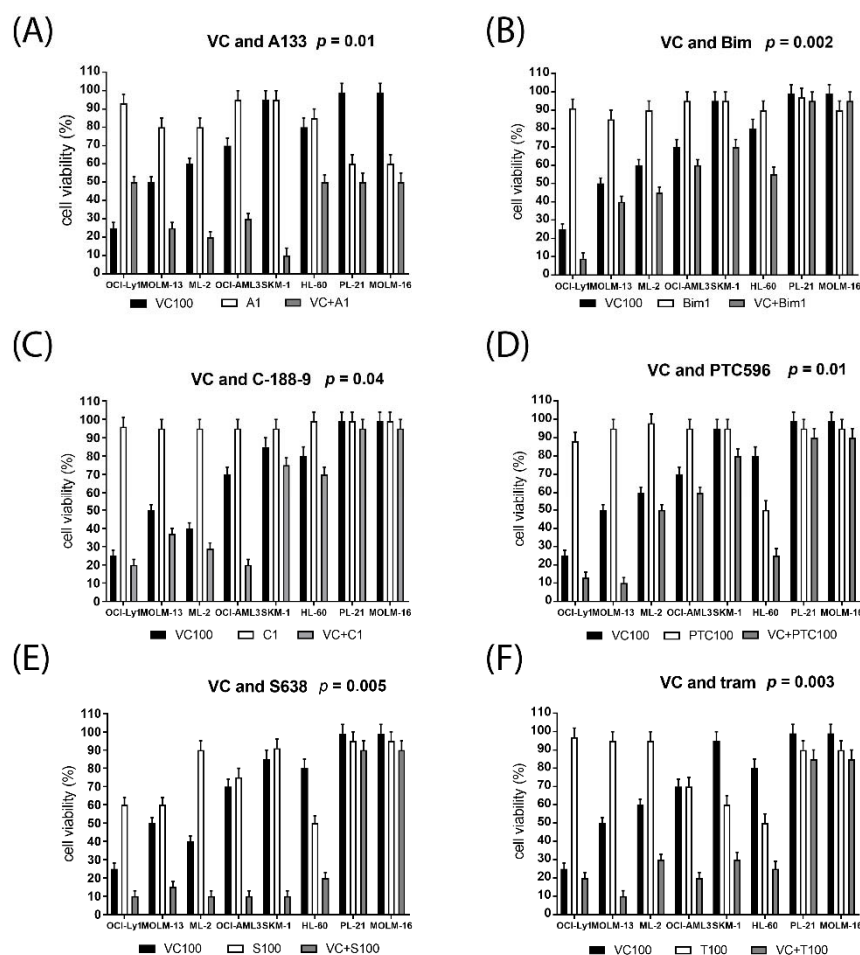 (A)
VC and A133 p = 0.01
cell viability (%)
110
100
90
80
70
60
50
40
30
20
10
0
OCI-Ly1 MOLM-13 ML-2 OCI-AML3 SKM-1 HL-60 PL-21 MOLM-16
VC100 A1 VC+A1
(B)
VC and Bim p = 0.002
cell viability (%)
110
100
90
80
70
60
50
40
30
20
10
0
OCI-Ly1 MOLM-13 ML-2 OCI-AML3 SKM-1 HL-60 PL-21 MOLM-16
VC100 Bim1 VC+Bim1
(C)
VC and C-188-9 p = 0.04
cell viability (%)
110
100
90
80
70
60
50
40
30
20
10
0
OCI-Ly1 MOLM-13 ML-2 OCI-AML3 SKM-1 HL-60 PL-21 MOLM-16
VC100 C1 VC+C1
(D)
VC and PTC596 p = 0.01
cell viability (%)
110
100
90
80
70
60
50
40
30
20
10
0
OCI-Ly1 MOLM-13 ML-2 OCI-AML3 SKM-1 HL-60 PL-21 MOLM-16
VC100 PTC100 VC+PTC100
(E)
VC and S638 p = 0.005
cell viability (%)
110
100
90
80
70
60
50
40
30
20
10
0
OCI-Ly1 MOLM-13 ML-2 OCI-AML3 SKM-1 HL-60 PL-21 MOLM-16
VC100 S100 VC+S100
(F)
VC and tram p = 0.003
cell viability (%)
110
100
90
80
70
60
50
40
30
20
10
0
OCI-Ly1 MOLM-13 ML-2 OCI-AML3 SKM-1 HL-60 PL-21 MOLM-16
VC100 T100 VC+T100